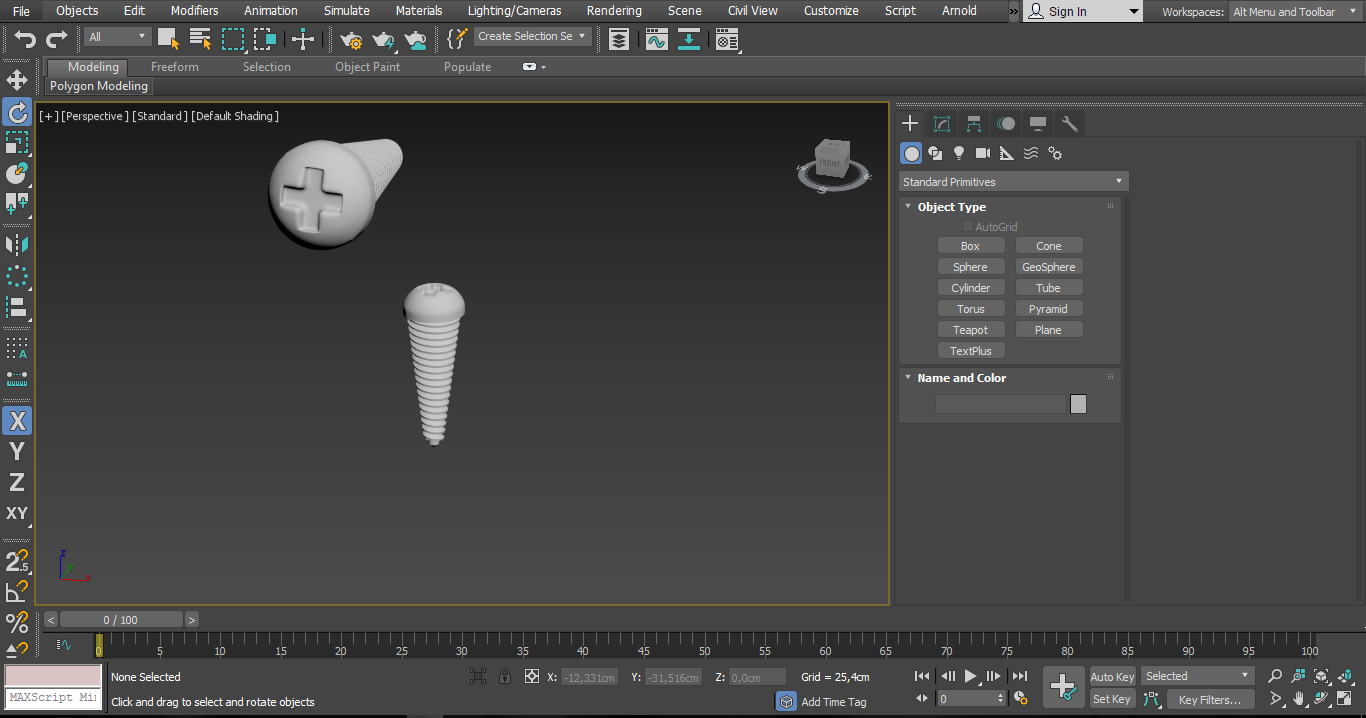 File Objects Edit Modifiers Animation Simulate Materials Lighting/Cameras Rendering Scene Civil View Customize Script Arnold » Sign In Workspaces: Alt Menu and Toolbar
All Create Selection Se
Modeling Freeform Selection Object Paint Populate
Polygon Modeling
[+] [Perspective] [Standard] [Default Shading]
FRONT
S
Standard Primitives
Object Type
AutoGrid
Box Cone
Sphere GeoSphere
Cylinder Tube
Torus Pyramid
Teapot Plane
TextPlus
Name and Color
A
X
Y
Z
XY
2.5
%
z
y
x
< 0 / 100 >
0 5 10 15 20 25 30 35 40 45 50 55 60 65 70 75 80 85 90 95 100
None Selected X: -12,331cm Y: -31,516cm Z: 0,0cm Grid = 25,4cm Auto Key Selected
MAXScript Mi
Click and drag to select and rotate objects Add Time Tag 0 Set Key Key Filters...